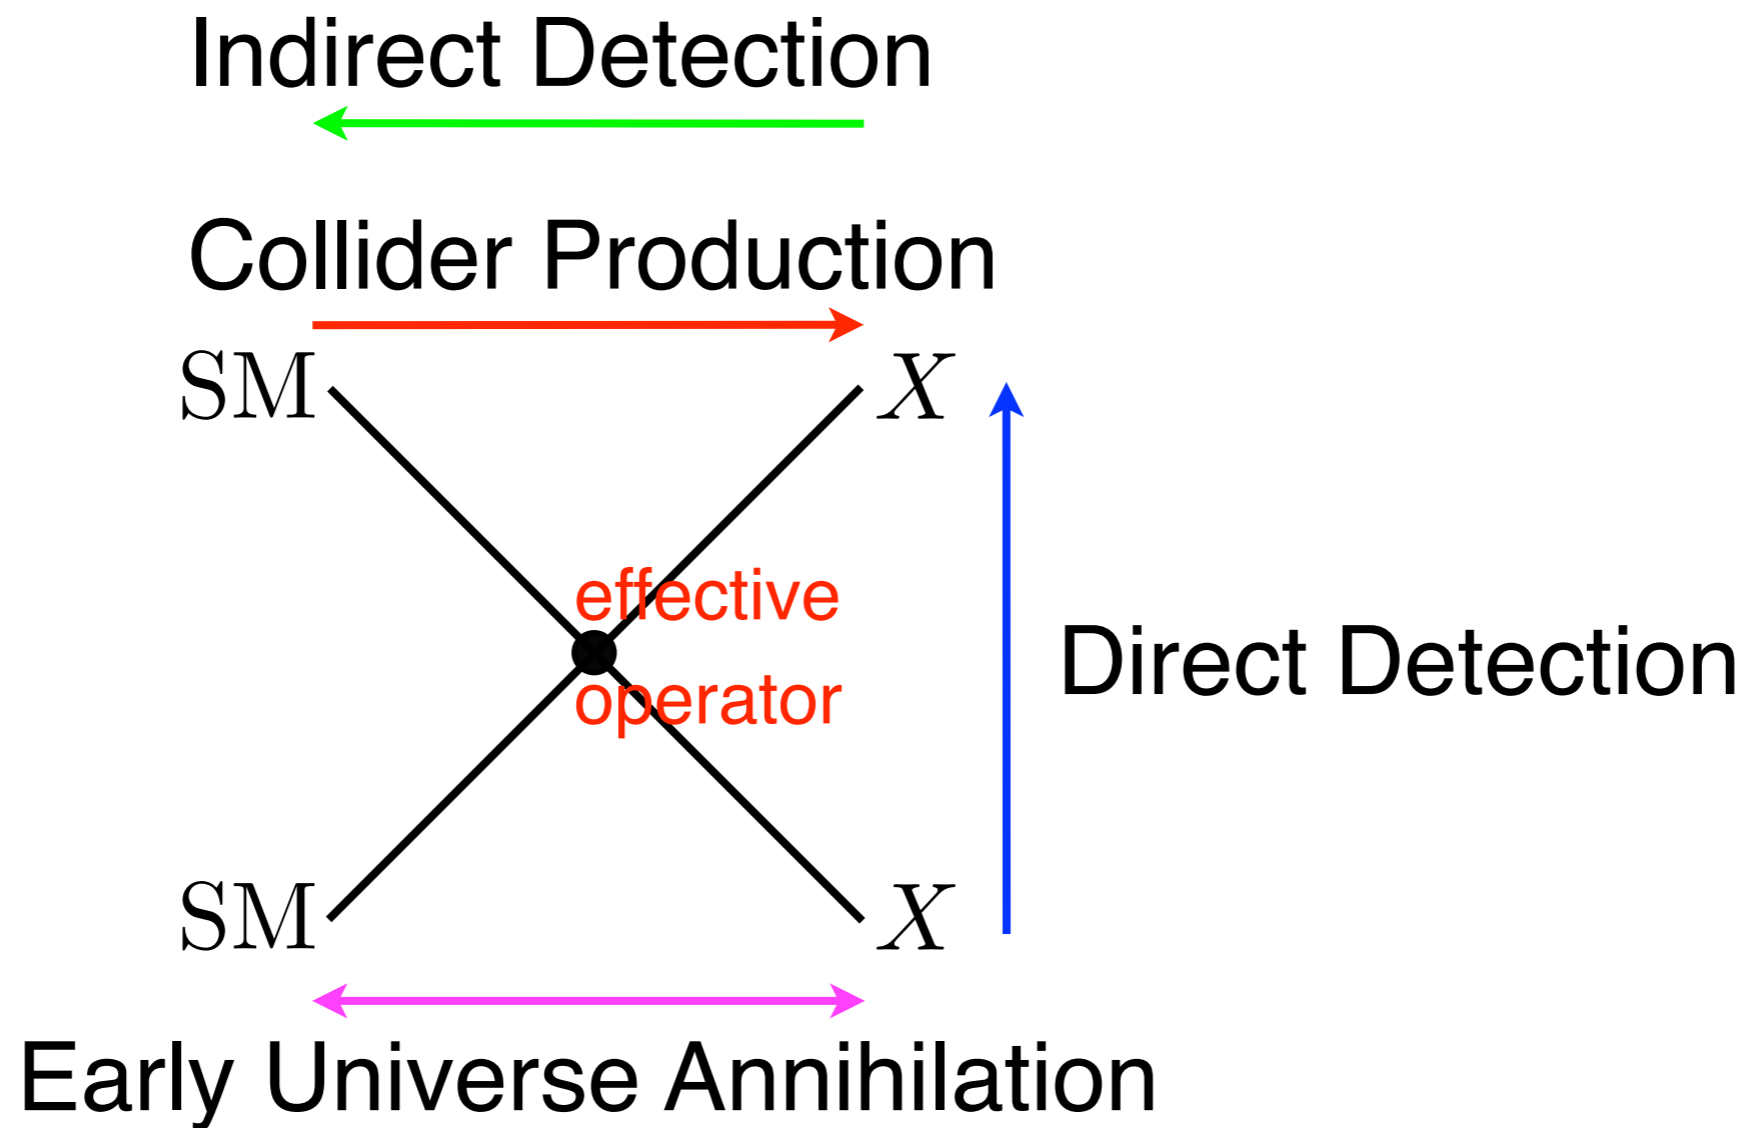 Indirect Detection
Collider Production
SM X
effective
operator
Direct Detection
SM X
Early Universe Annihilation